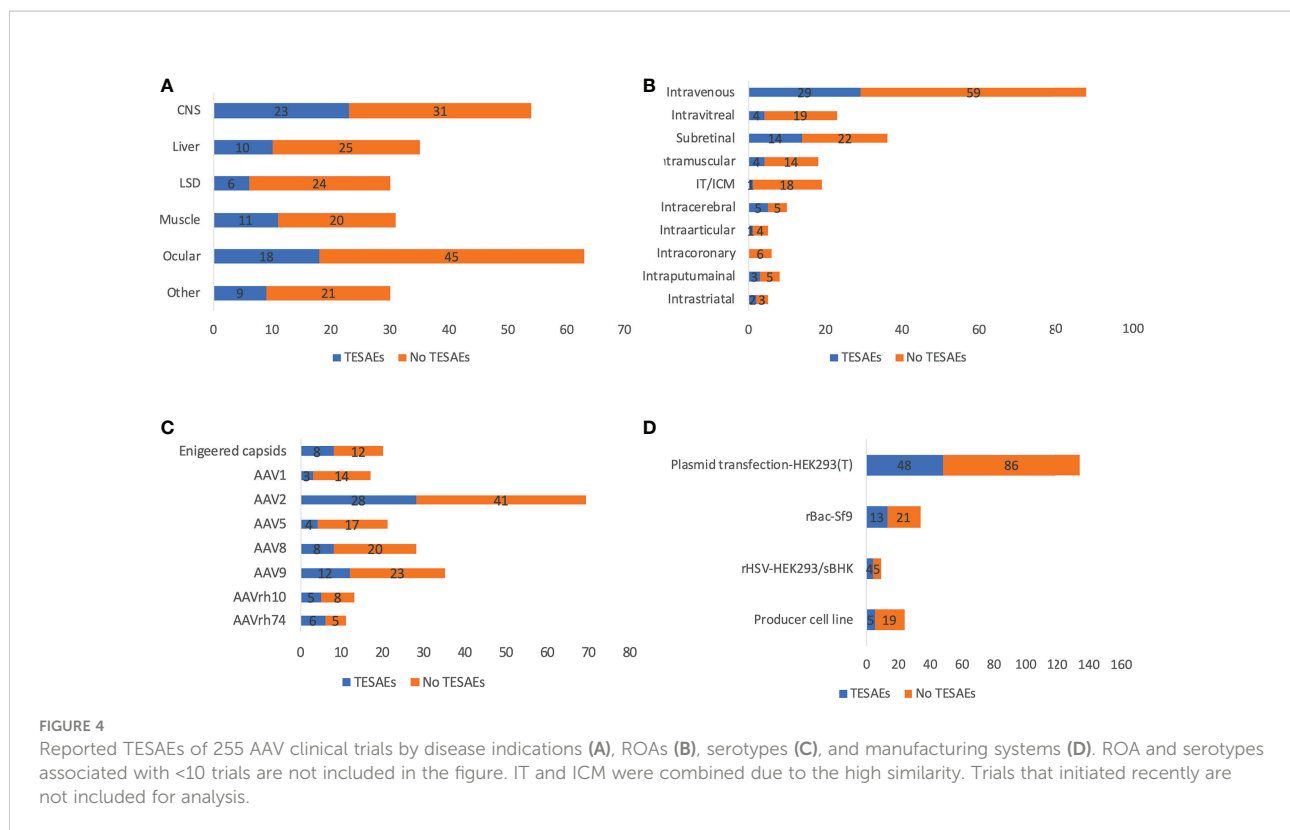 A
CNS 23 31
Liver 10 25
LSD 6 24
Muscle 11 20
Ocular 18 45
Other 9 21
0 10 20 30 40 50 60 70
TESAEs No TESAEs
B
Intravenous 29 59
Intravitreal 4 19
Subretinal 14 22
ntramuscular 4 14
IT/ICM 1 18
Intracerebral 5 5
Intraarticular 1 4
Intracoronary 6
Intraputumainal 3 5
Intrastriatal 2 3
0 20 40 60 80 100
TESAEs No TESAEs
C
Enigeered capsids 8 12
AAV1 3 14
AAV2 28 41
AAV5 4 17
AAV8 8 20
AAV9 12 23
AAVrh10 5 8
AAVrh74 6 5
0 10 20 30 40 50 60 70 80
TESAEs No TESAEs
D
Plasmid transfection-HEK293(T) 48 86
rBac-Sf9 13 21
rHSV-HEK293/sBHK 4 5
Producer cell line 5 19
0 20 40 60 80 100 120 140 160
TESAEs No TESAEs
FIGURE 4
Reported TESAEs of 255 AAV clinical trials by disease indications (A), ROAs (B), serotypes (C), and manufacturing systems (D). ROA and serotypes
associated with <10 trials are not included in the figure. IT and ICM were combined due to the high similarity. Trials that initiated recently are
not included for analysis.